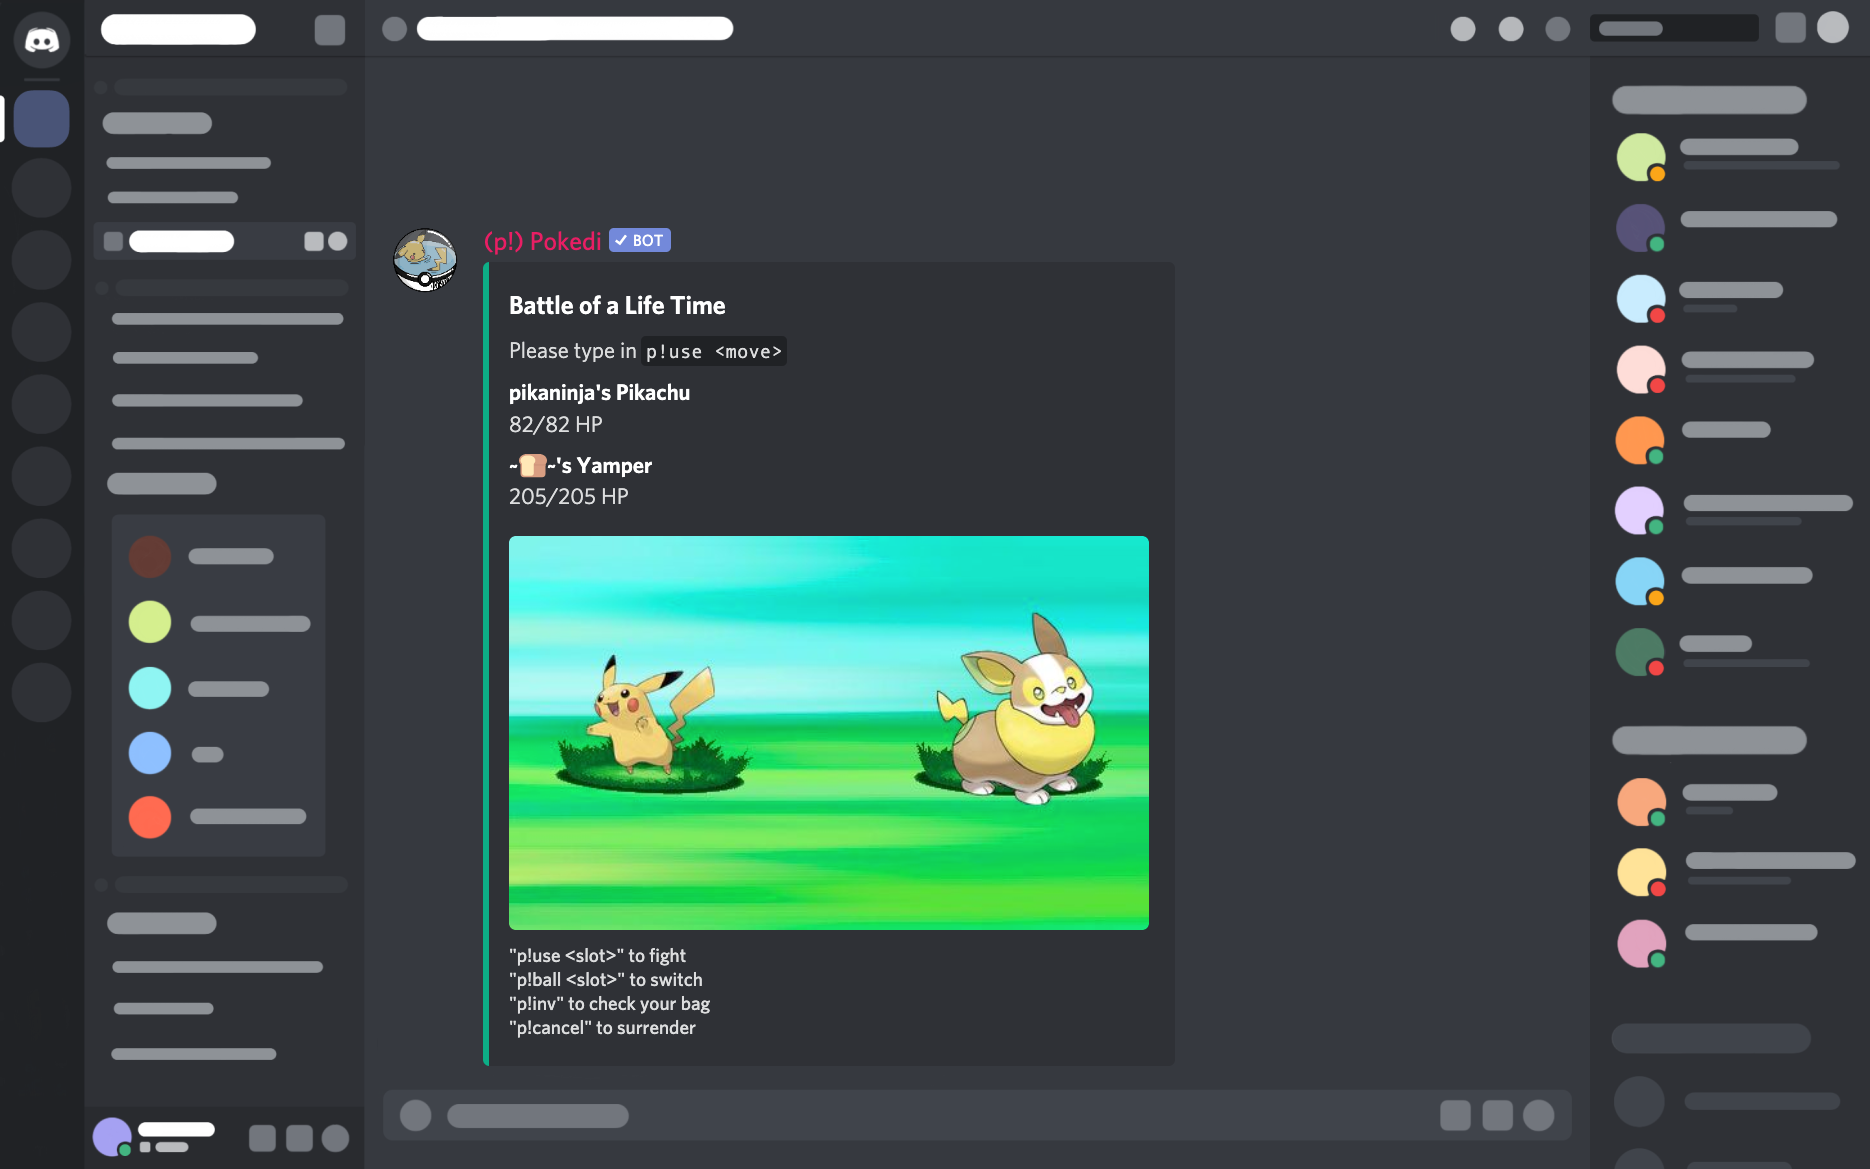 (p!) Pokedi ✓ BOT
Battle of a Life Time
Please type in p!use <move>
pikaninja's Pikachu
82/82 HP
~🍞~'s Yamper
205/205 HP
"p!use <slot>" to fight
"p!ball <slot>" to switch
"p!inv" to check your bag
"p!cancel" to surrender